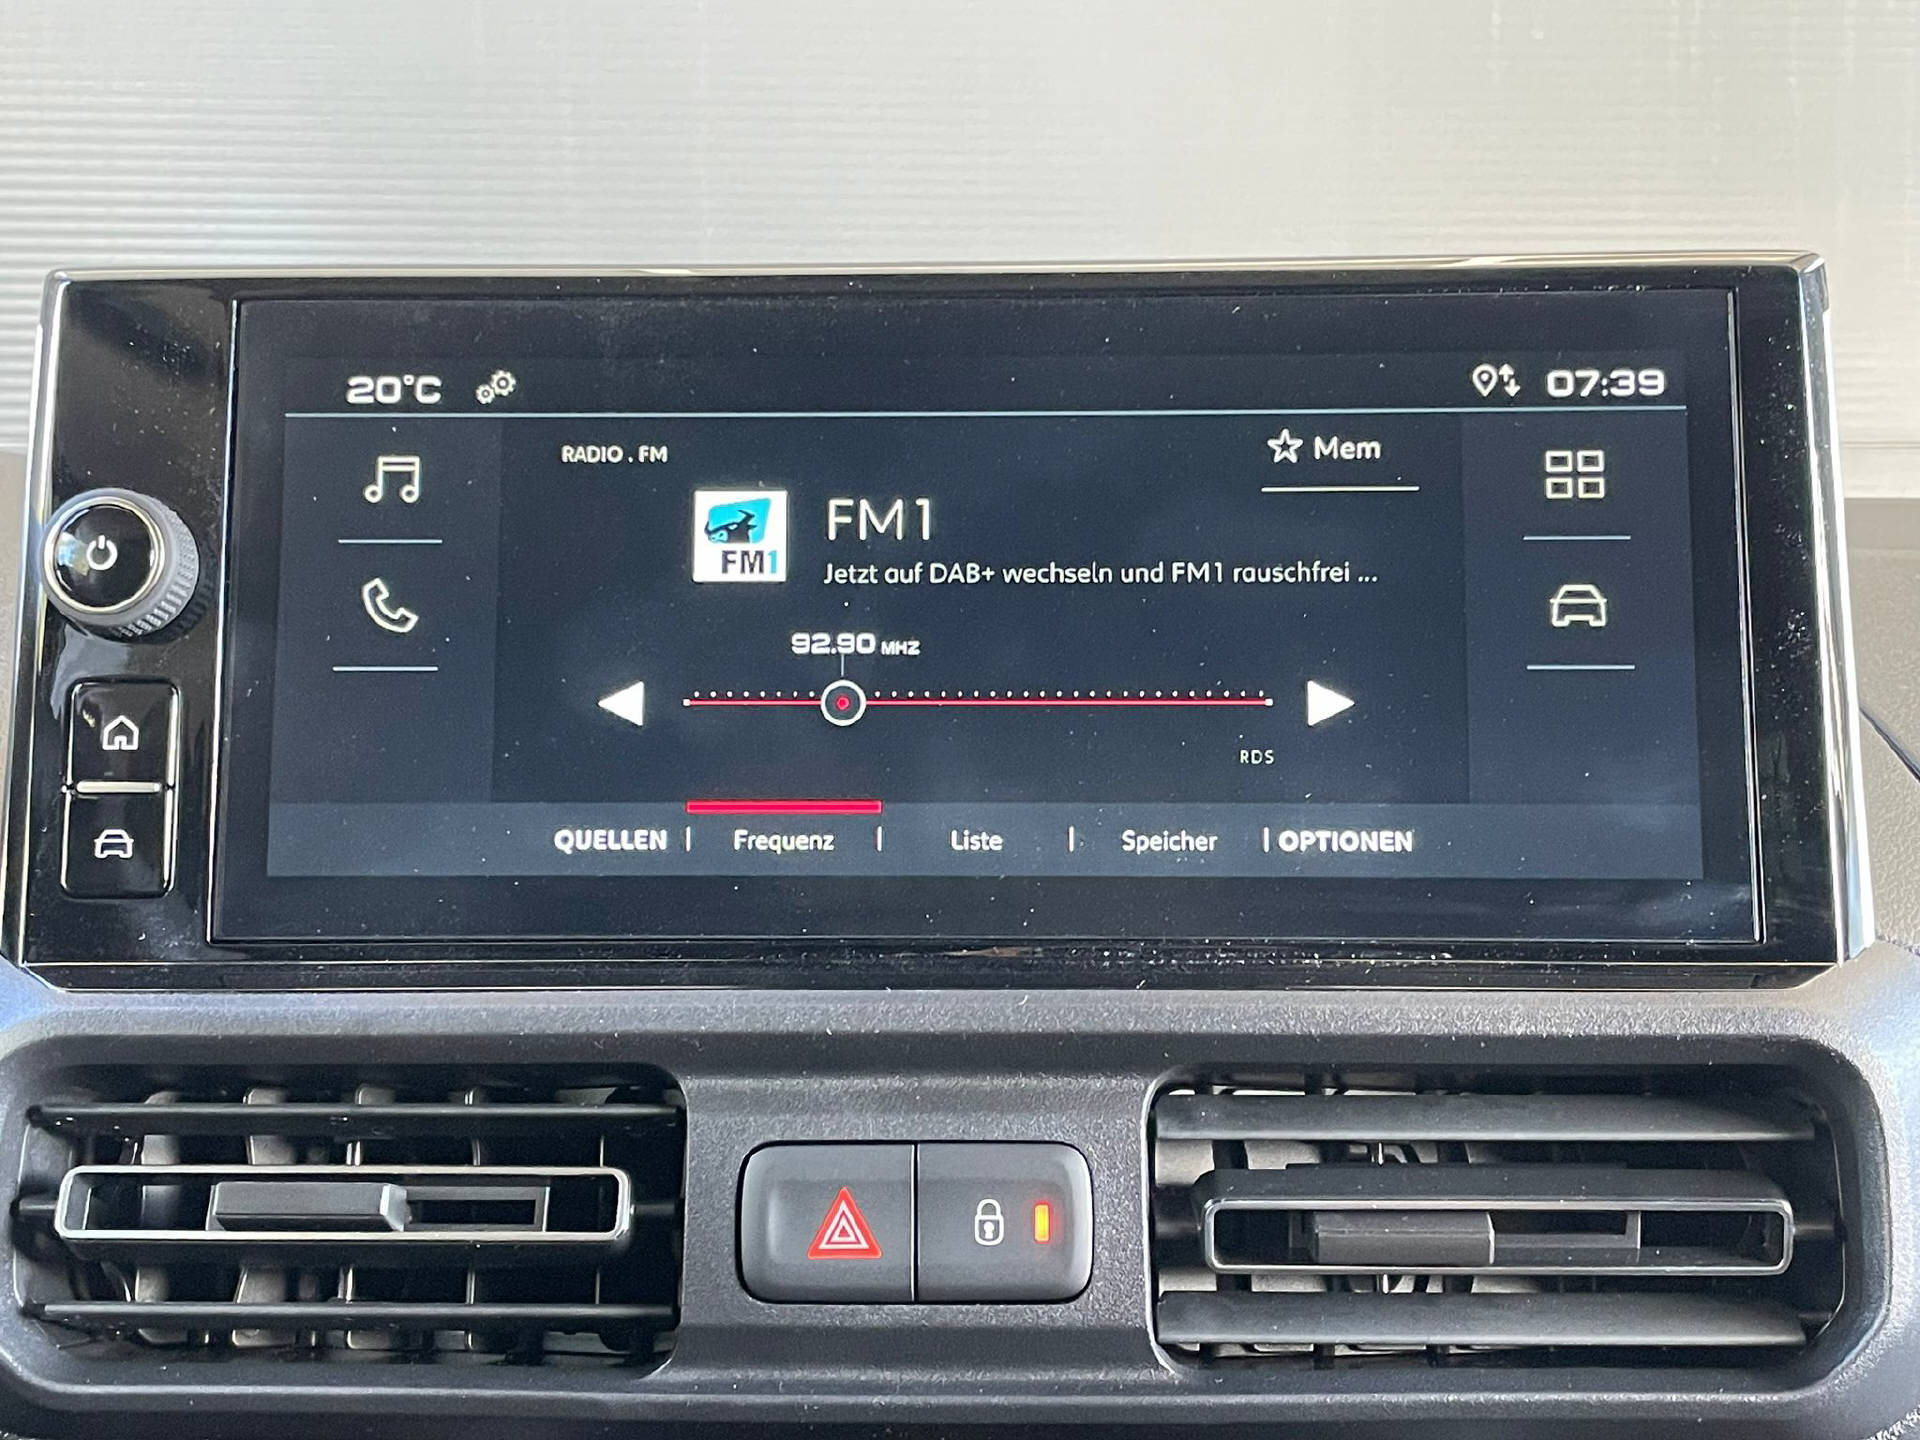 20°C
07:39
RADIO . FM
Mem
FM1
FM1
Jetzt auf DAB+ wechseln und FM1 rauschfrei ...
92.90 MHZ
RDS
QUELLEN | Frequenz | Liste | Speicher | OPTIONEN